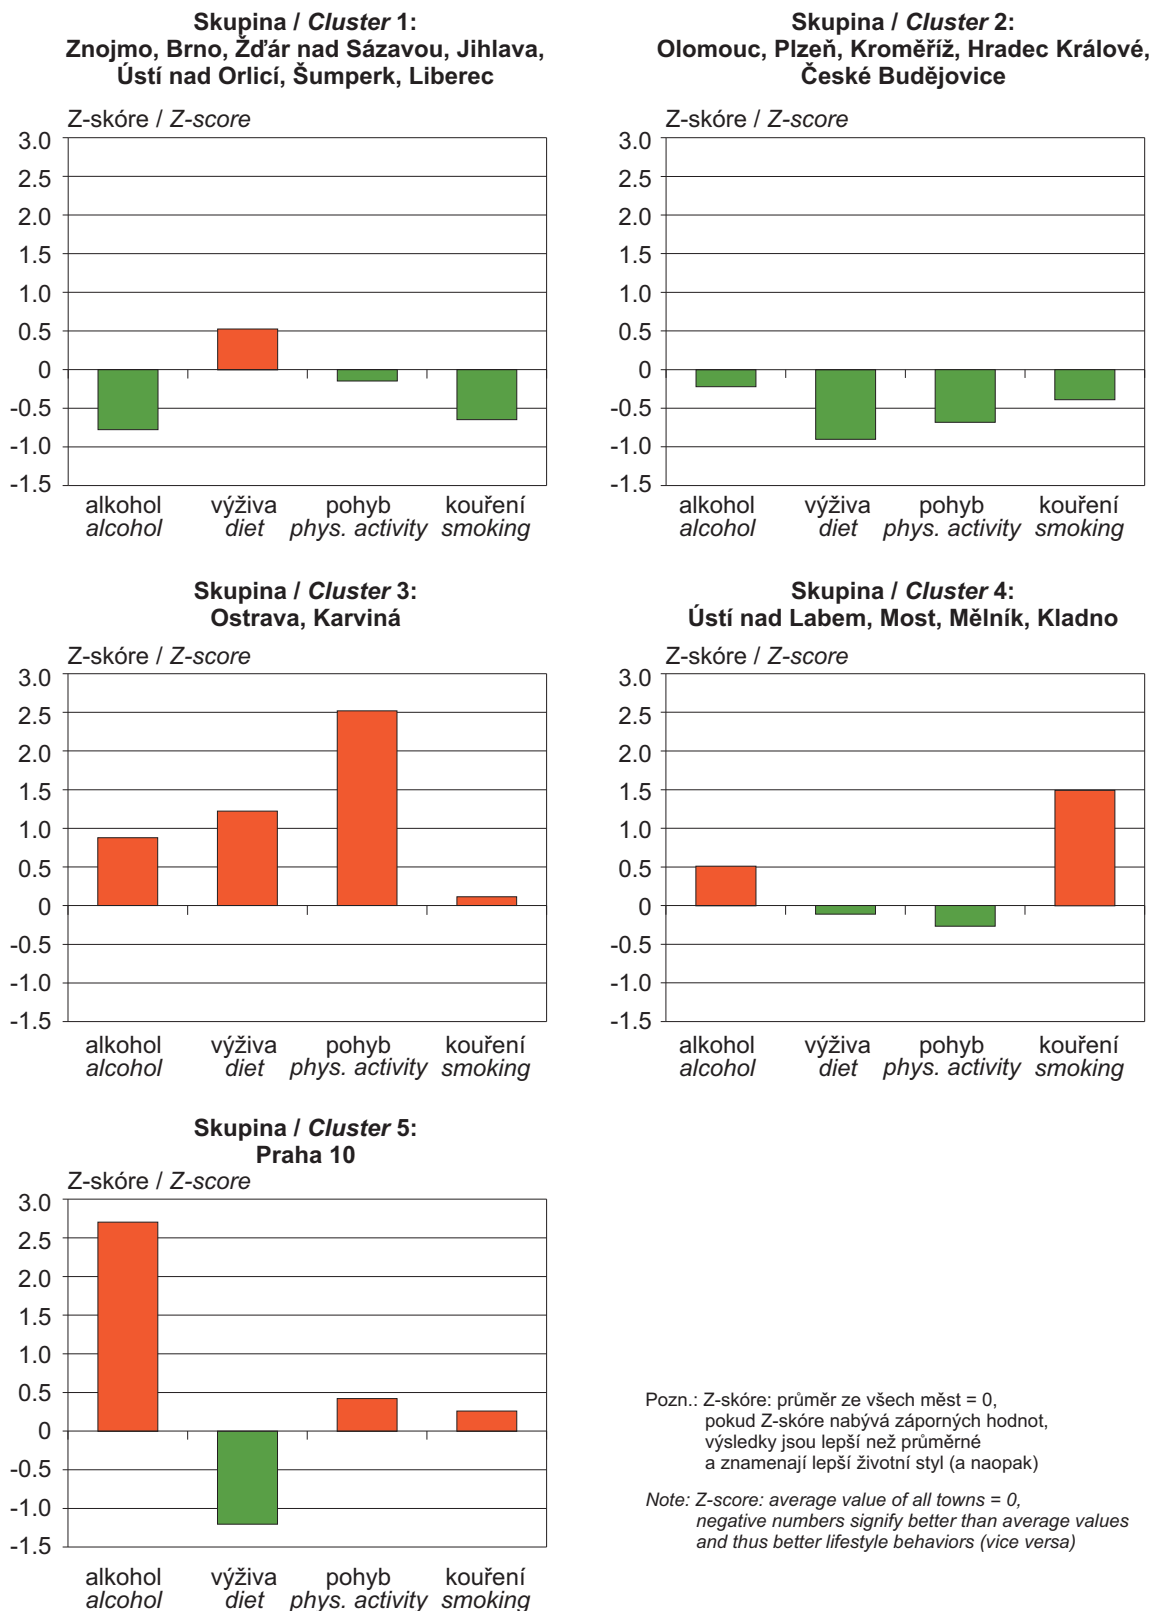 Skupina / Cluster 1:
Znojmo, Brno, Žďár nad Sázavou, Jihlava,
Ústí nad Orlicí, Šumperk, Liberec
Z-skóre / Z-score
3.0
2.5
2.0
1.5
1.0
0.5
0
-0.5
-1.0
-1.5
alkohol výživa pohyb kouření
alcohol diet phys. activity smoking
Skupina / Cluster 2:
Olomouc, Plzeň, Kroměříž, Hradec Králové,
České Budějovice
Z-skóre / Z-score
3.0
2.5
2.0
1.5
1.0
0.5
0
-0.5
-1.0
-1.5
alkohol výživa pohyb kouření
alcohol diet phys. activity smoking
Skupina / Cluster 3:
Ostrava, Karviná
Z-skóre / Z-score
3.0
2.5
2.0
1.5
1.0
0.5
0
-0.5
-1.0
-1.5
alkohol výživa pohyb kouření
alcohol diet phys. activity smoking
Skupina / Cluster 4:
Ústí nad Labem, Most, Mělník, Kladno
Z-skóre / Z-score
3.0
2.5
2.0
1.5
1.0
0.5
0
-0.5
-1.0
-1.5
alkohol výživa pohyb kouření
alcohol diet phys. activity smoking
Skupina / Cluster 5:
Praha 10
Z-skóre / Z-score
3.0
2.5
2.0
1.5
1.0
0.5
0
-0.5
-1.0
-1.5
alkohol výživa pohyb kouření
alcohol diet phys. activity smoking
Pozn.: Z-skóre: průměr ze všech měst = 0,
pokud Z-skóre nabývá záporných hodnot,
výsledky jsou lepší než průměrné
a znamenají lepší životní styl (a naopak)
Note: Z-score: average value of all towns = 0,
negative numbers signify better than average values
and thus better lifestyle behaviors (vice versa)